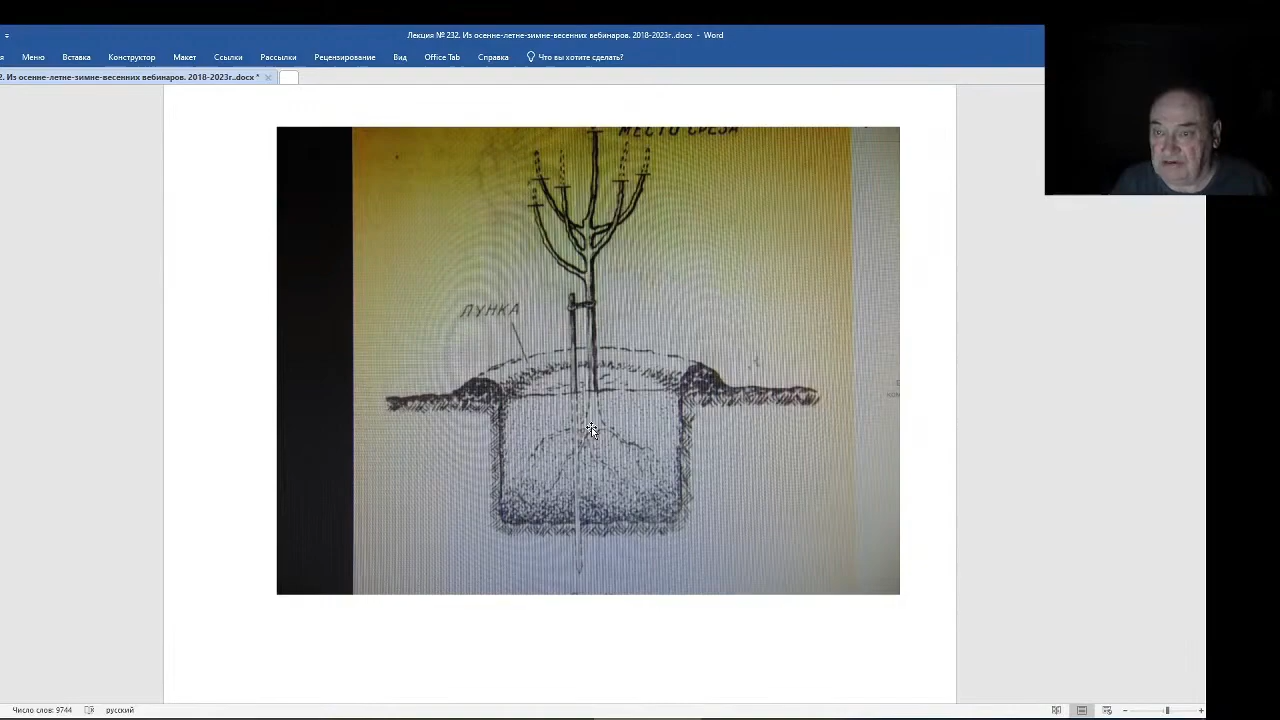 Лекция № 232. Из осенне-летне-зимне-весенних вебинаров. 2018-2023г..docx - Word
Меню Вставка Конструктор Макет Ссылки Рассылки Рецензирование Вид Office Tab Справка Что вы хотите сделать?
2. Из осенне-летне-зимне-весенних вебинаров. 2018-2023г..docx *
МЕСТО СРЕЗА
ЛУНКА
Число слов: 9744 русский